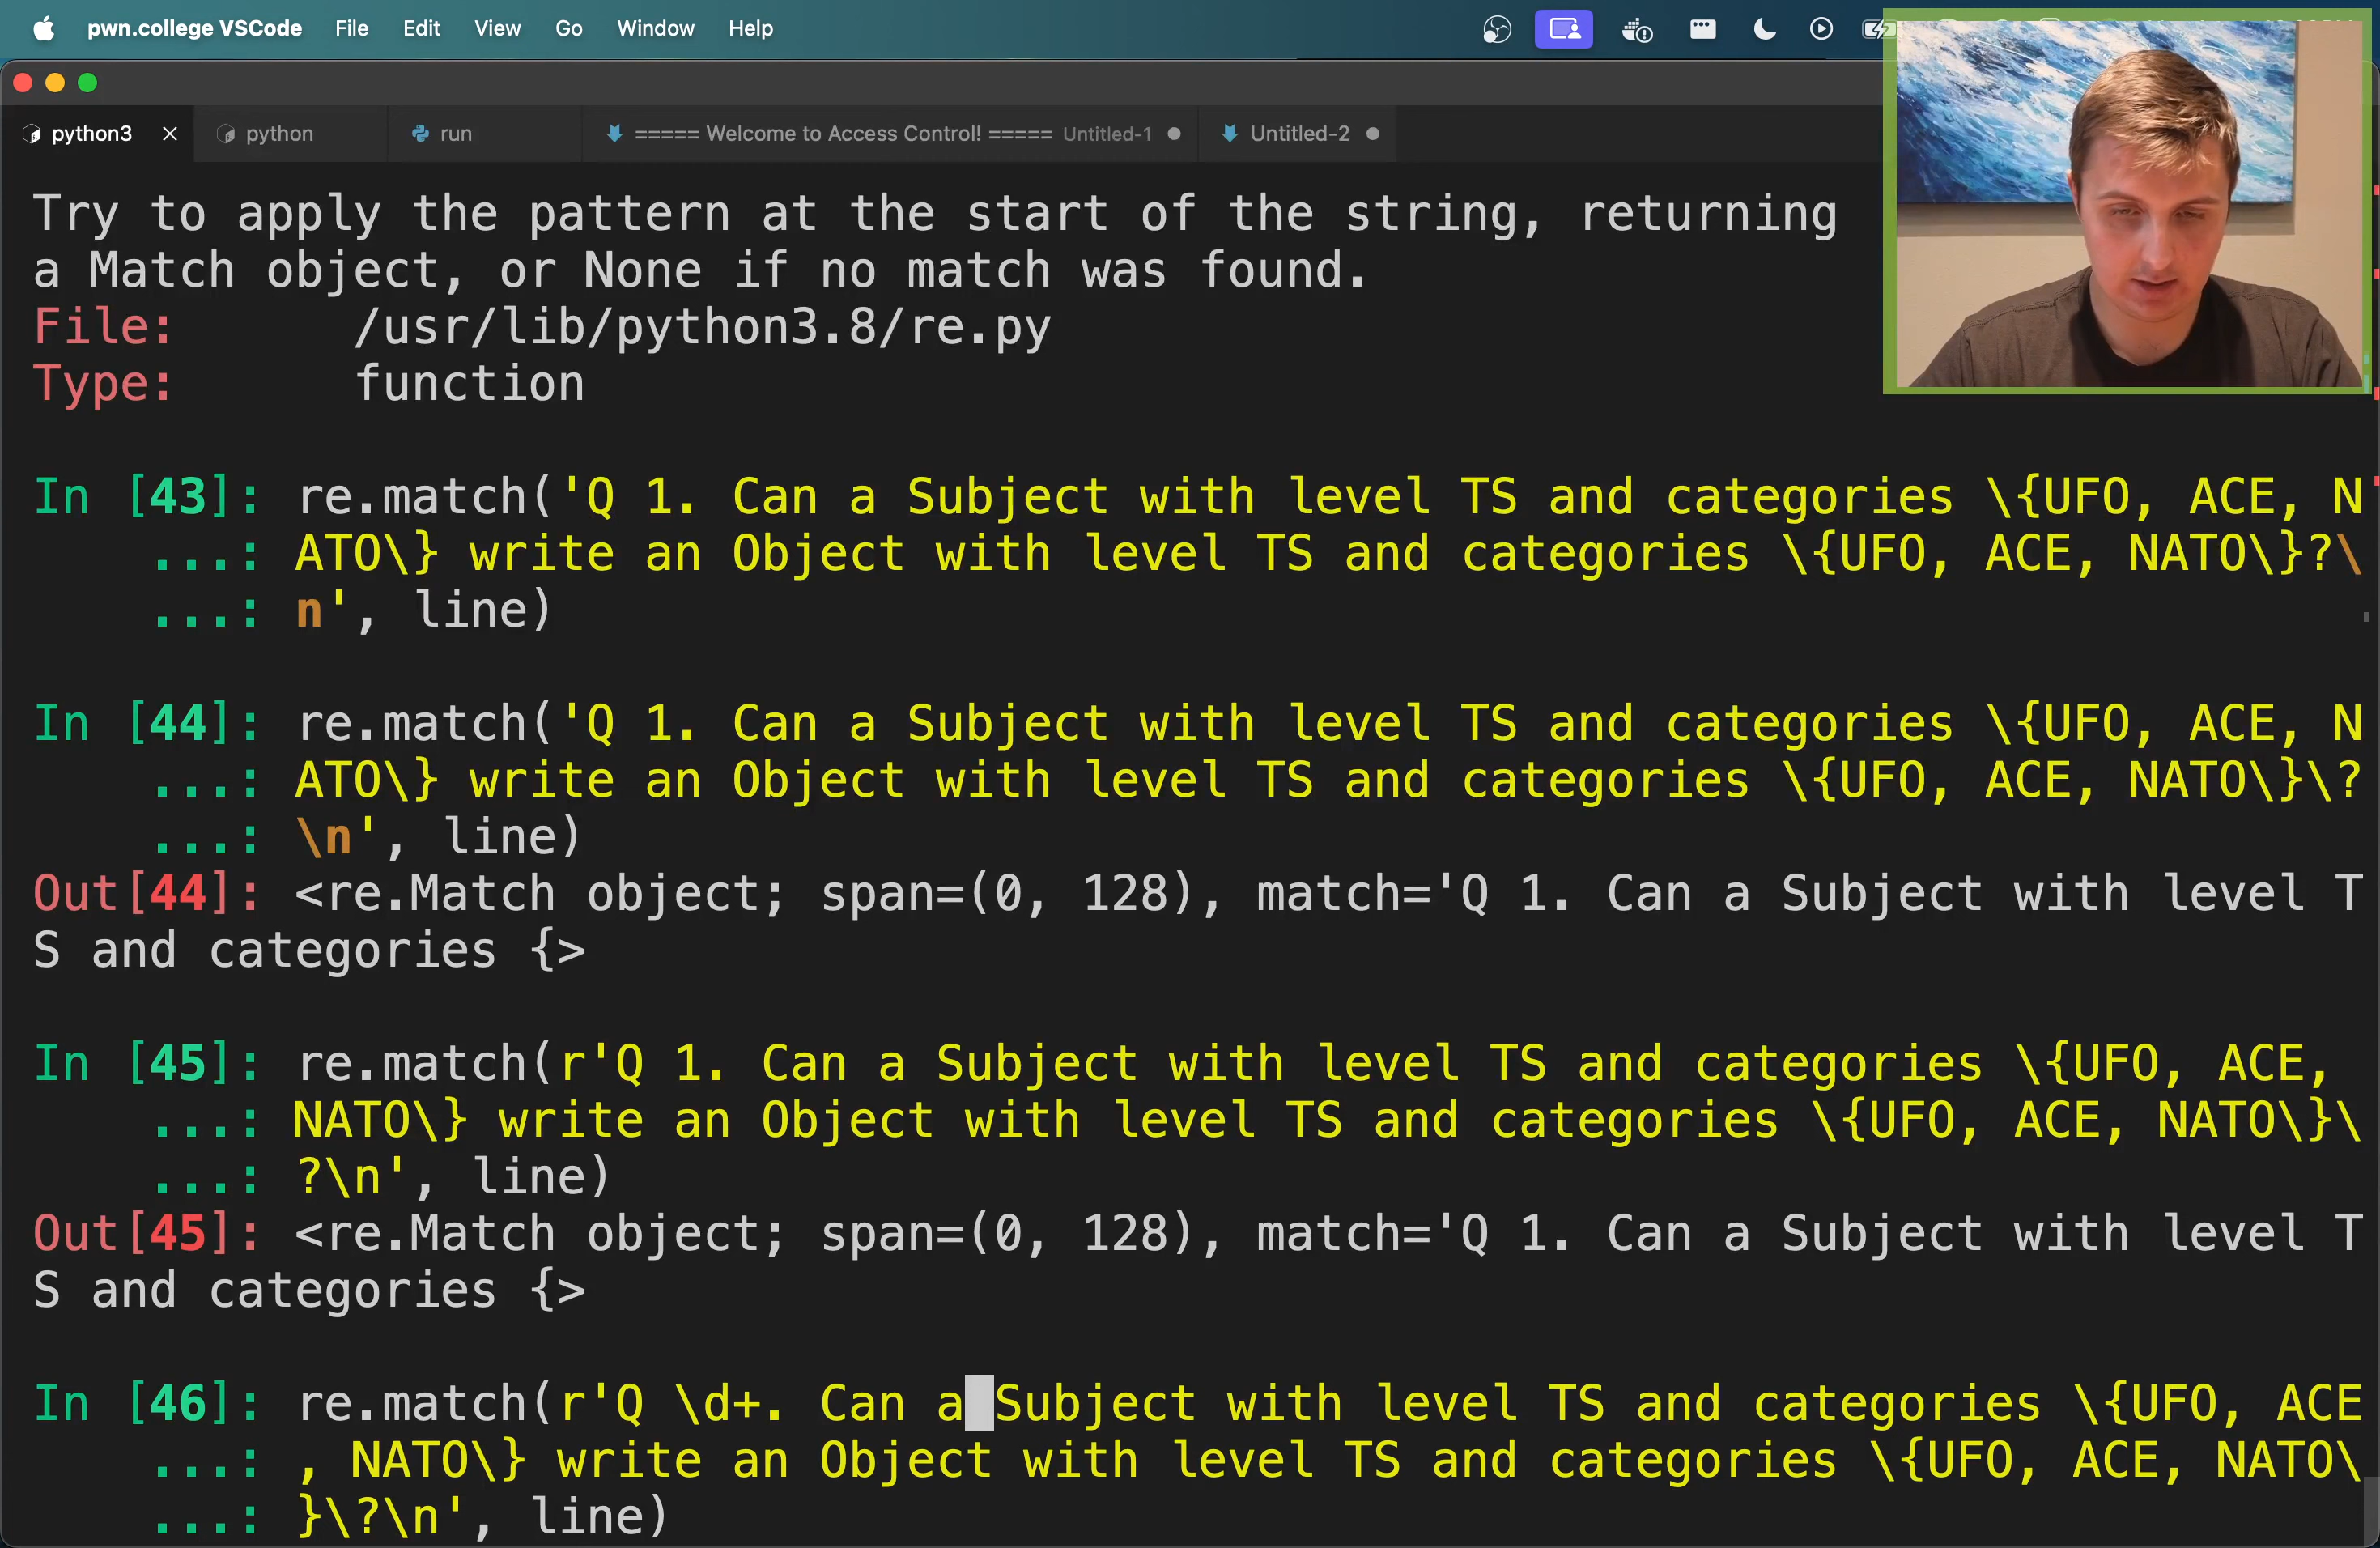 pwn.college VSCode File Edit View Go Window Help
python3 python run ===== Welcome to Access Control! ===== Untitled-1 Untitled-2
Try to apply the pattern at the start of the string, returning
a Match object, or None if no match was found.
File: /usr/lib/python3.8/re.py
Type: function
In [43]: re.match('Q 1. Can a Subject with level TS and categories \{UFO, ACE, N
...: ATO\} write an Object with level TS and categories \{UFO, ACE, NATO\}?\
...: n', line)
In [44]: re.match('Q 1. Can a Subject with level TS and categories \{UFO, ACE, N
...: ATO\} write an Object with level TS and categories \{UFO, ACE, NATO\}\?
...: \n', line)
Out[44]: <re.Match object; span=(0, 128), match='Q 1. Can a Subject with level T
S and categories {>
In [45]: re.match(r'Q 1. Can a Subject with level TS and categories \{UFO, ACE,
...: NATO\} write an Object with level TS and categories \{UFO, ACE, NATO\}\
...: ?\n', line)
Out[45]: <re.Match object; span=(0, 128), match='Q 1. Can a Subject with level T
S and categories {>
In [46]: re.match(r'Q \d+. Can a Subject with level TS and categories \{UFO, ACE
...: , NATO\} write an Object with level TS and categories \{UFO, ACE, NATO\
...: }\?\n', line)